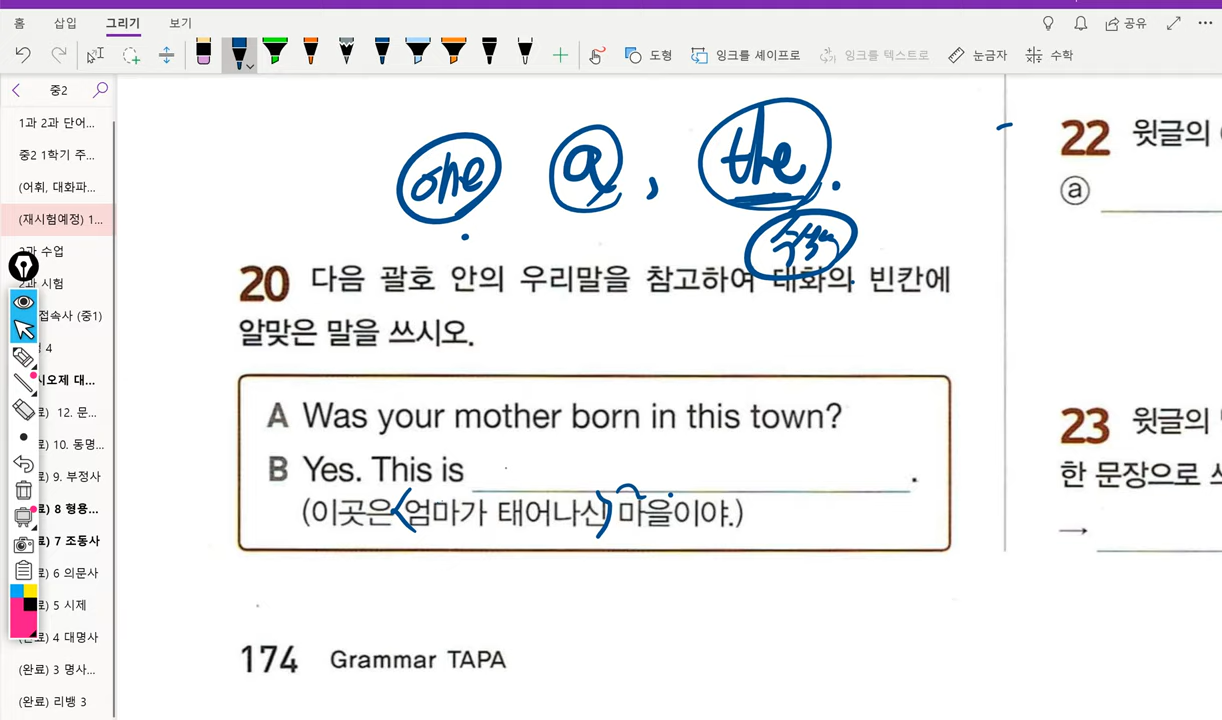 홈 삽입 그리기 보기
공유
도형 잉크를 셰이프로 잉크를 텍스트로 눈금자 수학
중2
1과 2과 단어...
중2 1학기 주...
(어휘, 대화파...
(재시험예정) 1...
2과 수업
2과 시험
접속사 (중1)
4
시오제 대...
료) 12. 문...
료) 10. 동명...
료) 9. 부정사
료) 8 형용...
료) 7 조동사
료) 6 의문사
료) 5 시제
(완료) 4 대명사
(완료) 3 명사...
(완료) 리뱅 3
one a , the .
20 다음 괄호 안의 우리말을 참고하여 대화의 빈칸에
알맞은 말을 쓰시오.
A Was your mother born in this town?
B Yes. This is .
(이곳은 엄마가 태어나신 마을이야.)
174 Grammar TAPA
22 윗글의
ⓐ
23 윗글의
한 문장으로
→